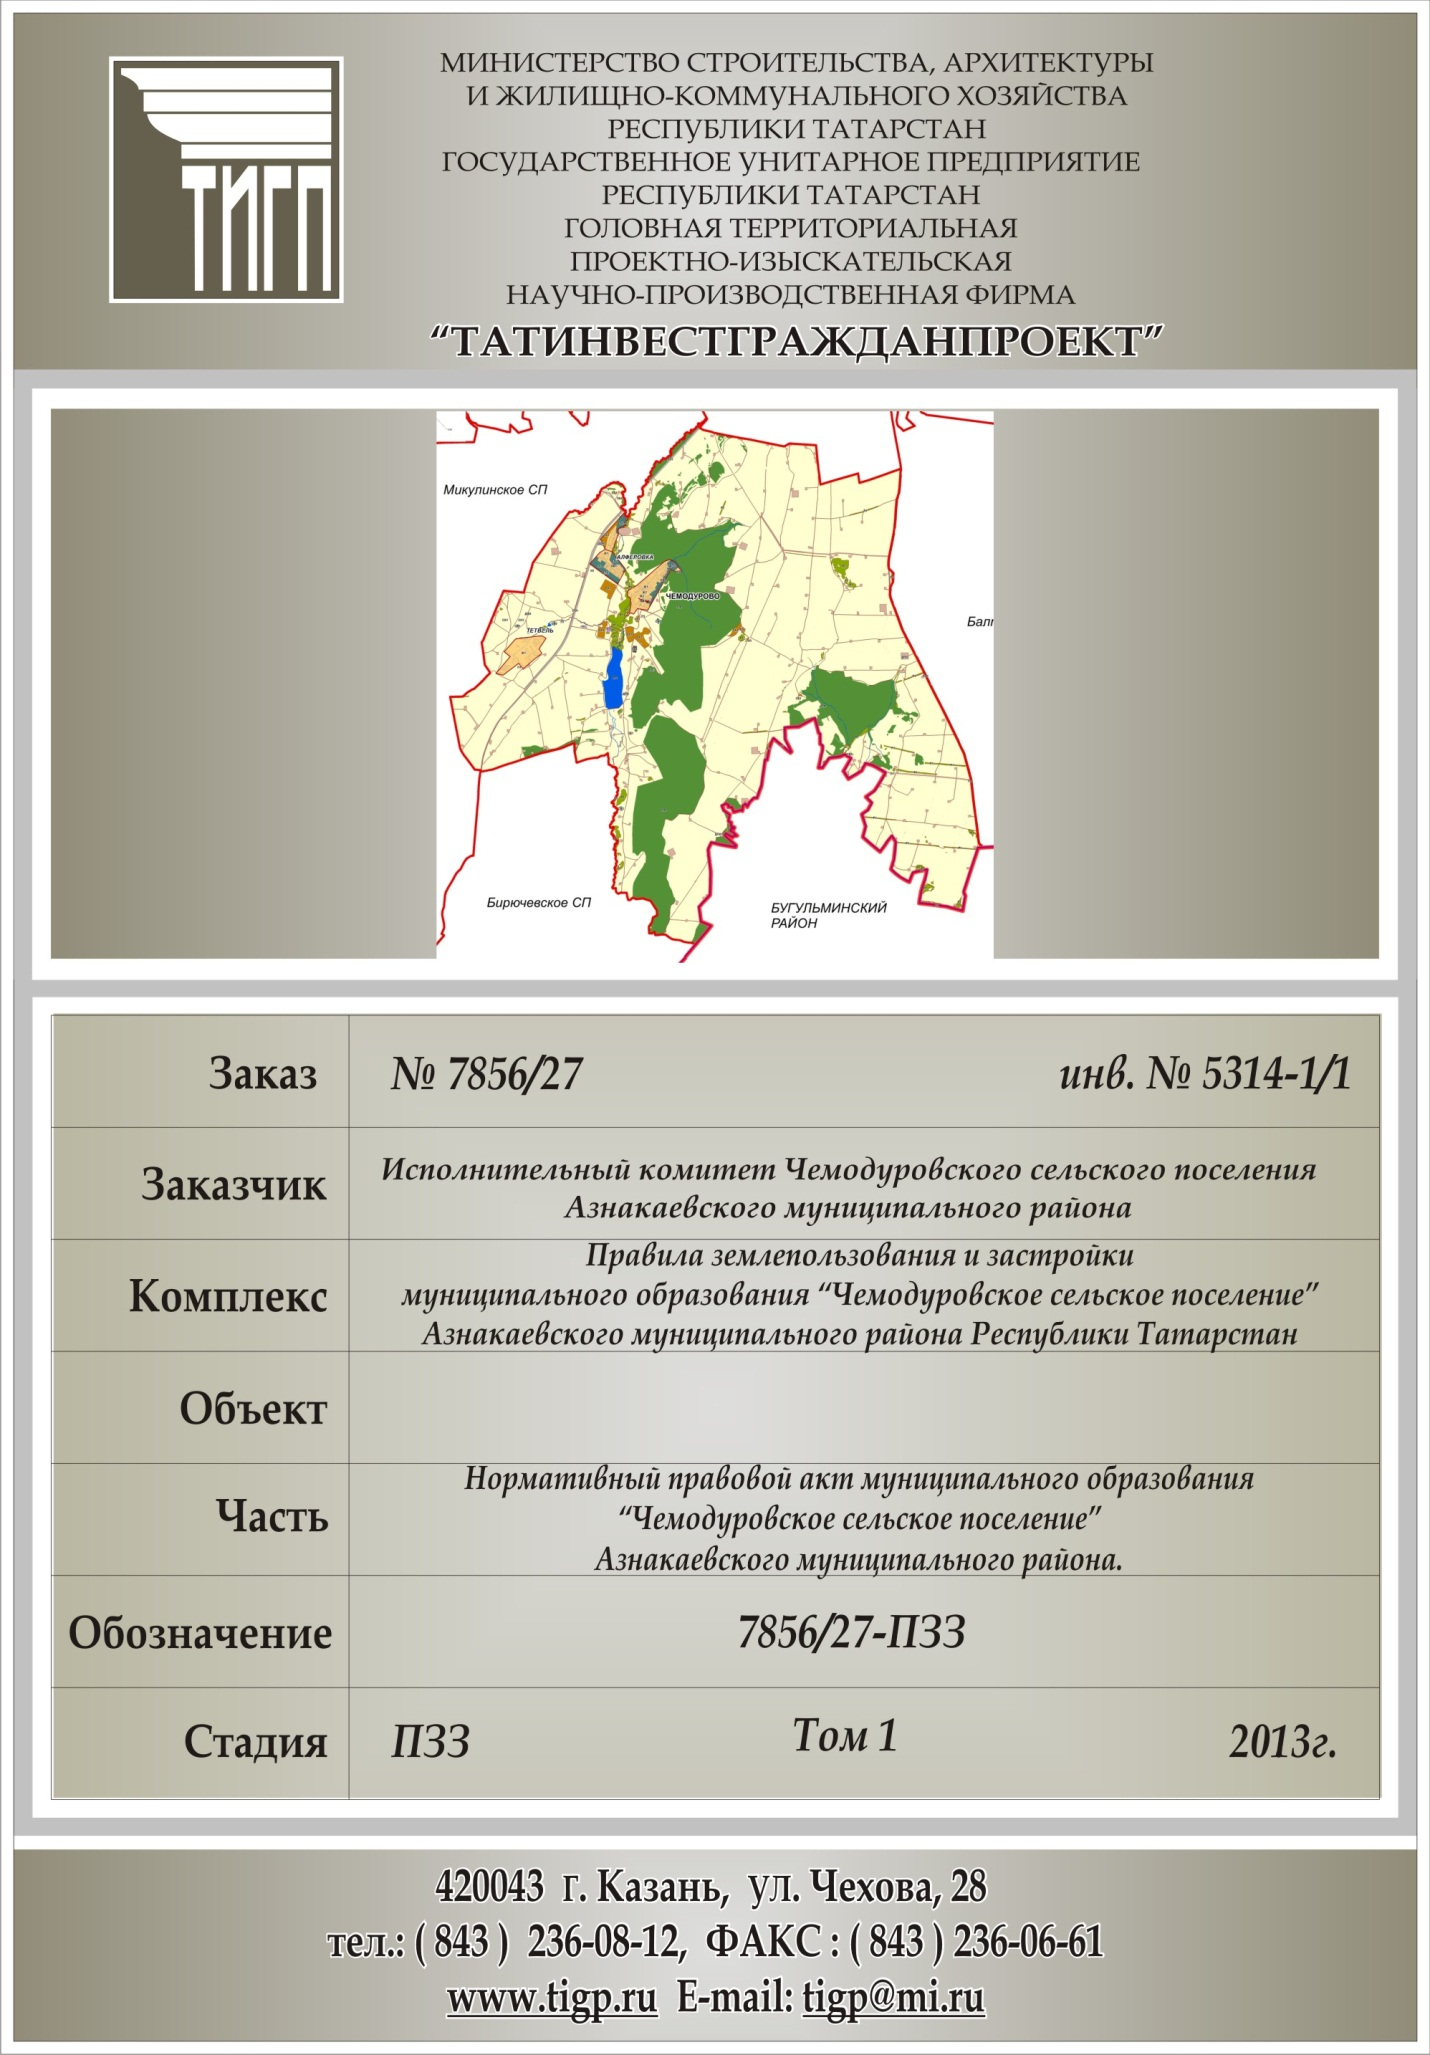 ТИГП
МИНИСТЕРСТВО СТРОИТЕЛЬСТВА, АРХИТЕКТУРЫ
И ЖИЛИЩНО-КОММУНАЛЬНОГО ХОЗЯЙСТВА
РЕСПУБЛИКИ ТАТАРСТАН
ГОСУДАРСТВЕННОЕ УНИТАРНОЕ ПРЕДПРИЯТИЕ
РЕСПУБЛИКИ ТАТАРСТАН
ГОЛОВНАЯ ТЕРРИТОРИАЛЬНАЯ
ПРОЕКТНО-ИЗЫСКАТЕЛЬСКАЯ
НАУЧНО-ПРОИЗВОДСТВЕННАЯ ФИРМА
“ТАТИНВЕСТГРАЖДАНПРОЕКТ”
Микулинское СП
АЛФЕРОВКА
ЧЕМОДУРОВО
Балт
ТЕТВЕЛЬ
Бирючевское СП
БУГУЛЬМИНСКИЙ
РАЙОН
Заказ № 7856/27 инв. № 5314-1/1
Заказчик Исполнительный комитет Чемодуровского сельского поселения
Азнакаевского муниципального района
Комплекс Правила землепользования и застройки
муниципального образования “Чемодуровское сельское поселение”
Азнакаевского муниципального района Республики Татарстан
Объект
Часть Нормативный правовой акт муниципального образования
“Чемодуровское сельское поселение”
Азнакаевского муниципального района.
Обозначение 7856/27-ПЗЗ
Стадия ПЗЗ Том 1 2013г.
420043 г. Казань, ул. Чехова, 28
тел.: ( 843 ) 236-08-12, ФАКС : ( 843 ) 236-06-61
www.tigp.ru E-mail: tigp@mi.ru